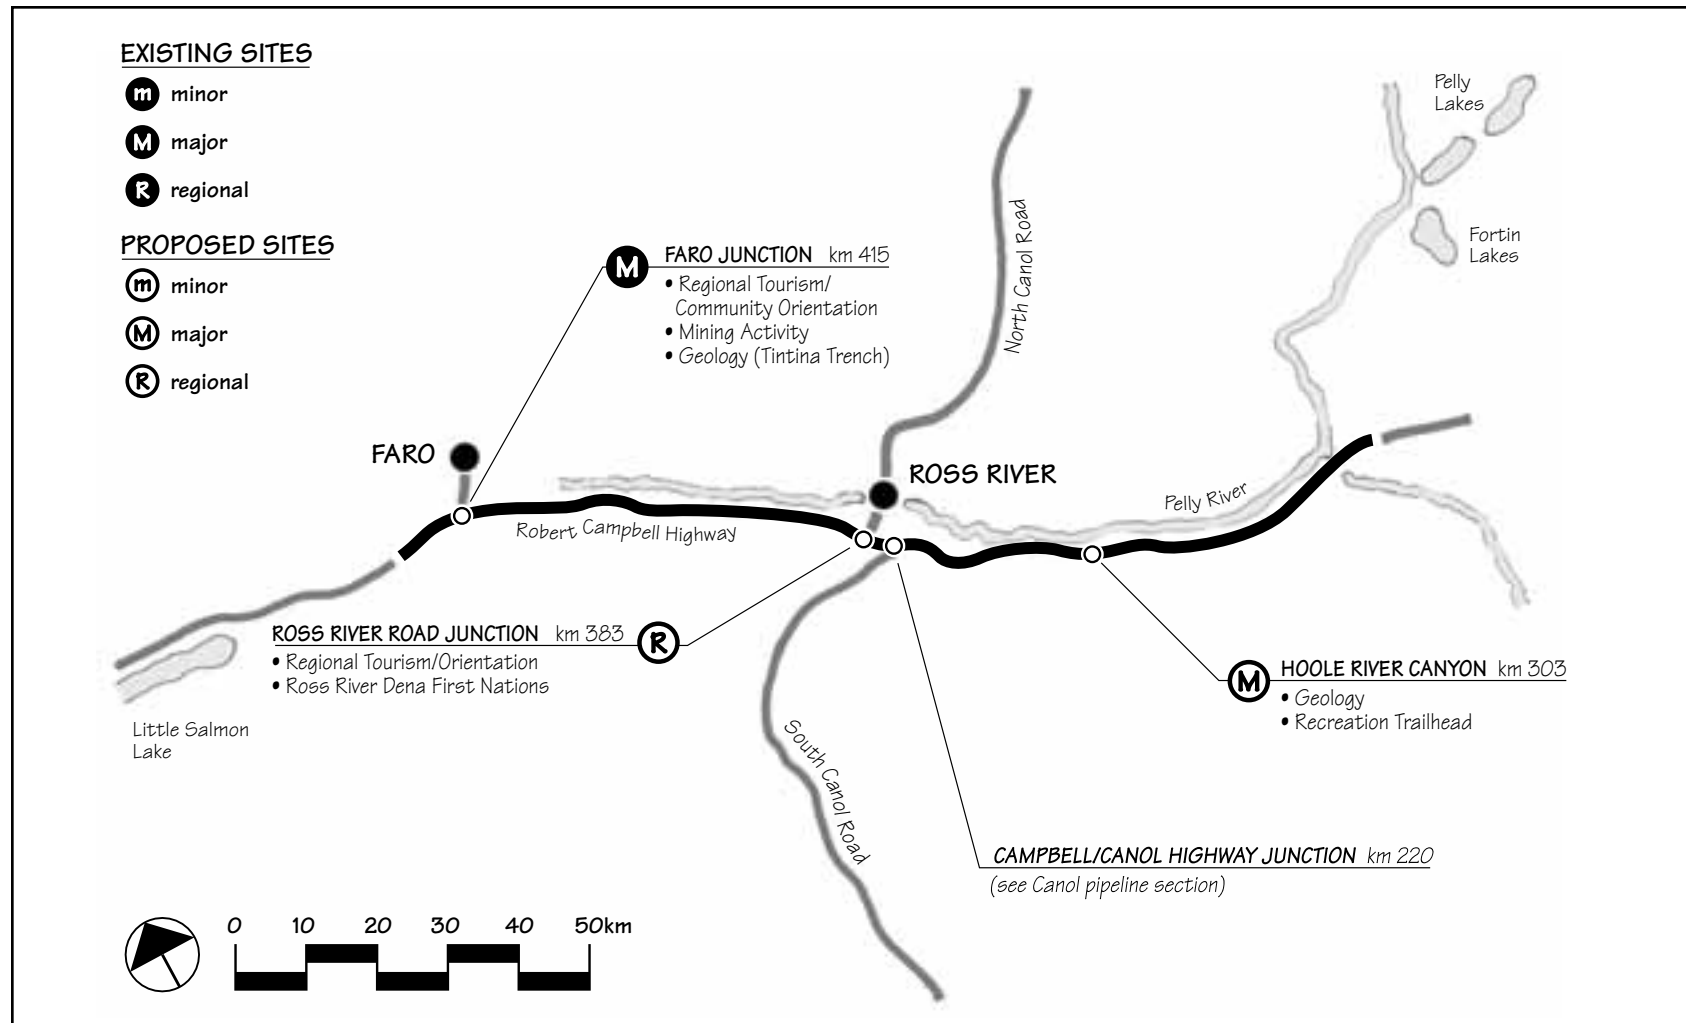 EXISTING SITES
m minor
M major
R regional
PROPOSED SITES
m minor
M major
R regional
Pelly
Lakes
Fortin
Lakes
North Canol Road
M FARO JUNCTION km 415
• Regional Tourism/
Community Orientation
• Mining Activity
• Geology (Tintina Trench)
FARO
ROSS RIVER
Pelly River
Robert Campbell Highway
ROSS RIVER ROAD JUNCTION km 383 R
• Regional Tourism/Orientation
• Ross River Dena First Nations
M HOOLE RIVER CANYON km 303
• Geology
• Recreation Trailhead
Little Salmon
Lake
South Canol Road
CAMPBELL/CANOL HIGHWAY JUNCTION km 220
(see Canol pipeline section)
0 10 20 30 40 50km